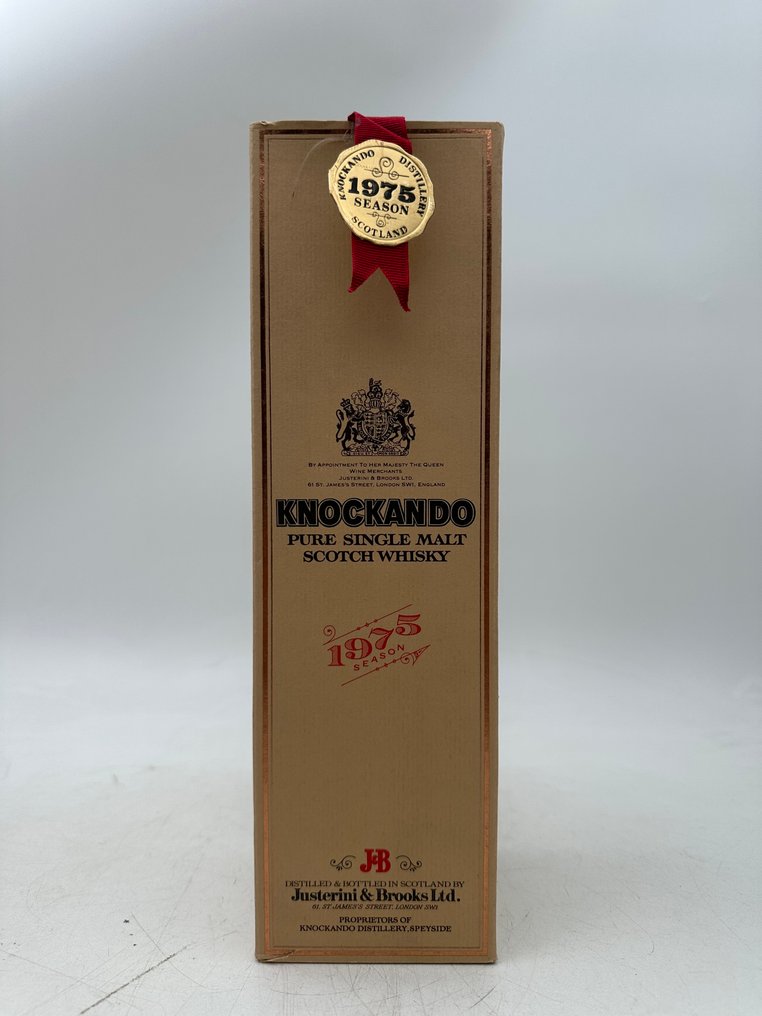 KNOCKANDO DISTILLERY
1975
SEASON
SCOTLAND
BY APPOINTMENT TO HER MAJESTY THE QUEEN
WINE MERCHANTS
JUSTERINI & BROOKS LTD.
61 ST. JAMES'S STREET, LONDON SW1, ENGLAND
KNOCKANDO
PURE SINGLE MALT
SCOTCH WHISKY
1975
SEASON
J&B
DISTILLED & BOTTLED IN SCOTLAND BY
Justerini & Brooks Ltd.
61, ST JAMES'S STREET, LONDON SW1
PROPRIETORS OF
KNOCKANDO DISTILLERY, SPEYSIDE